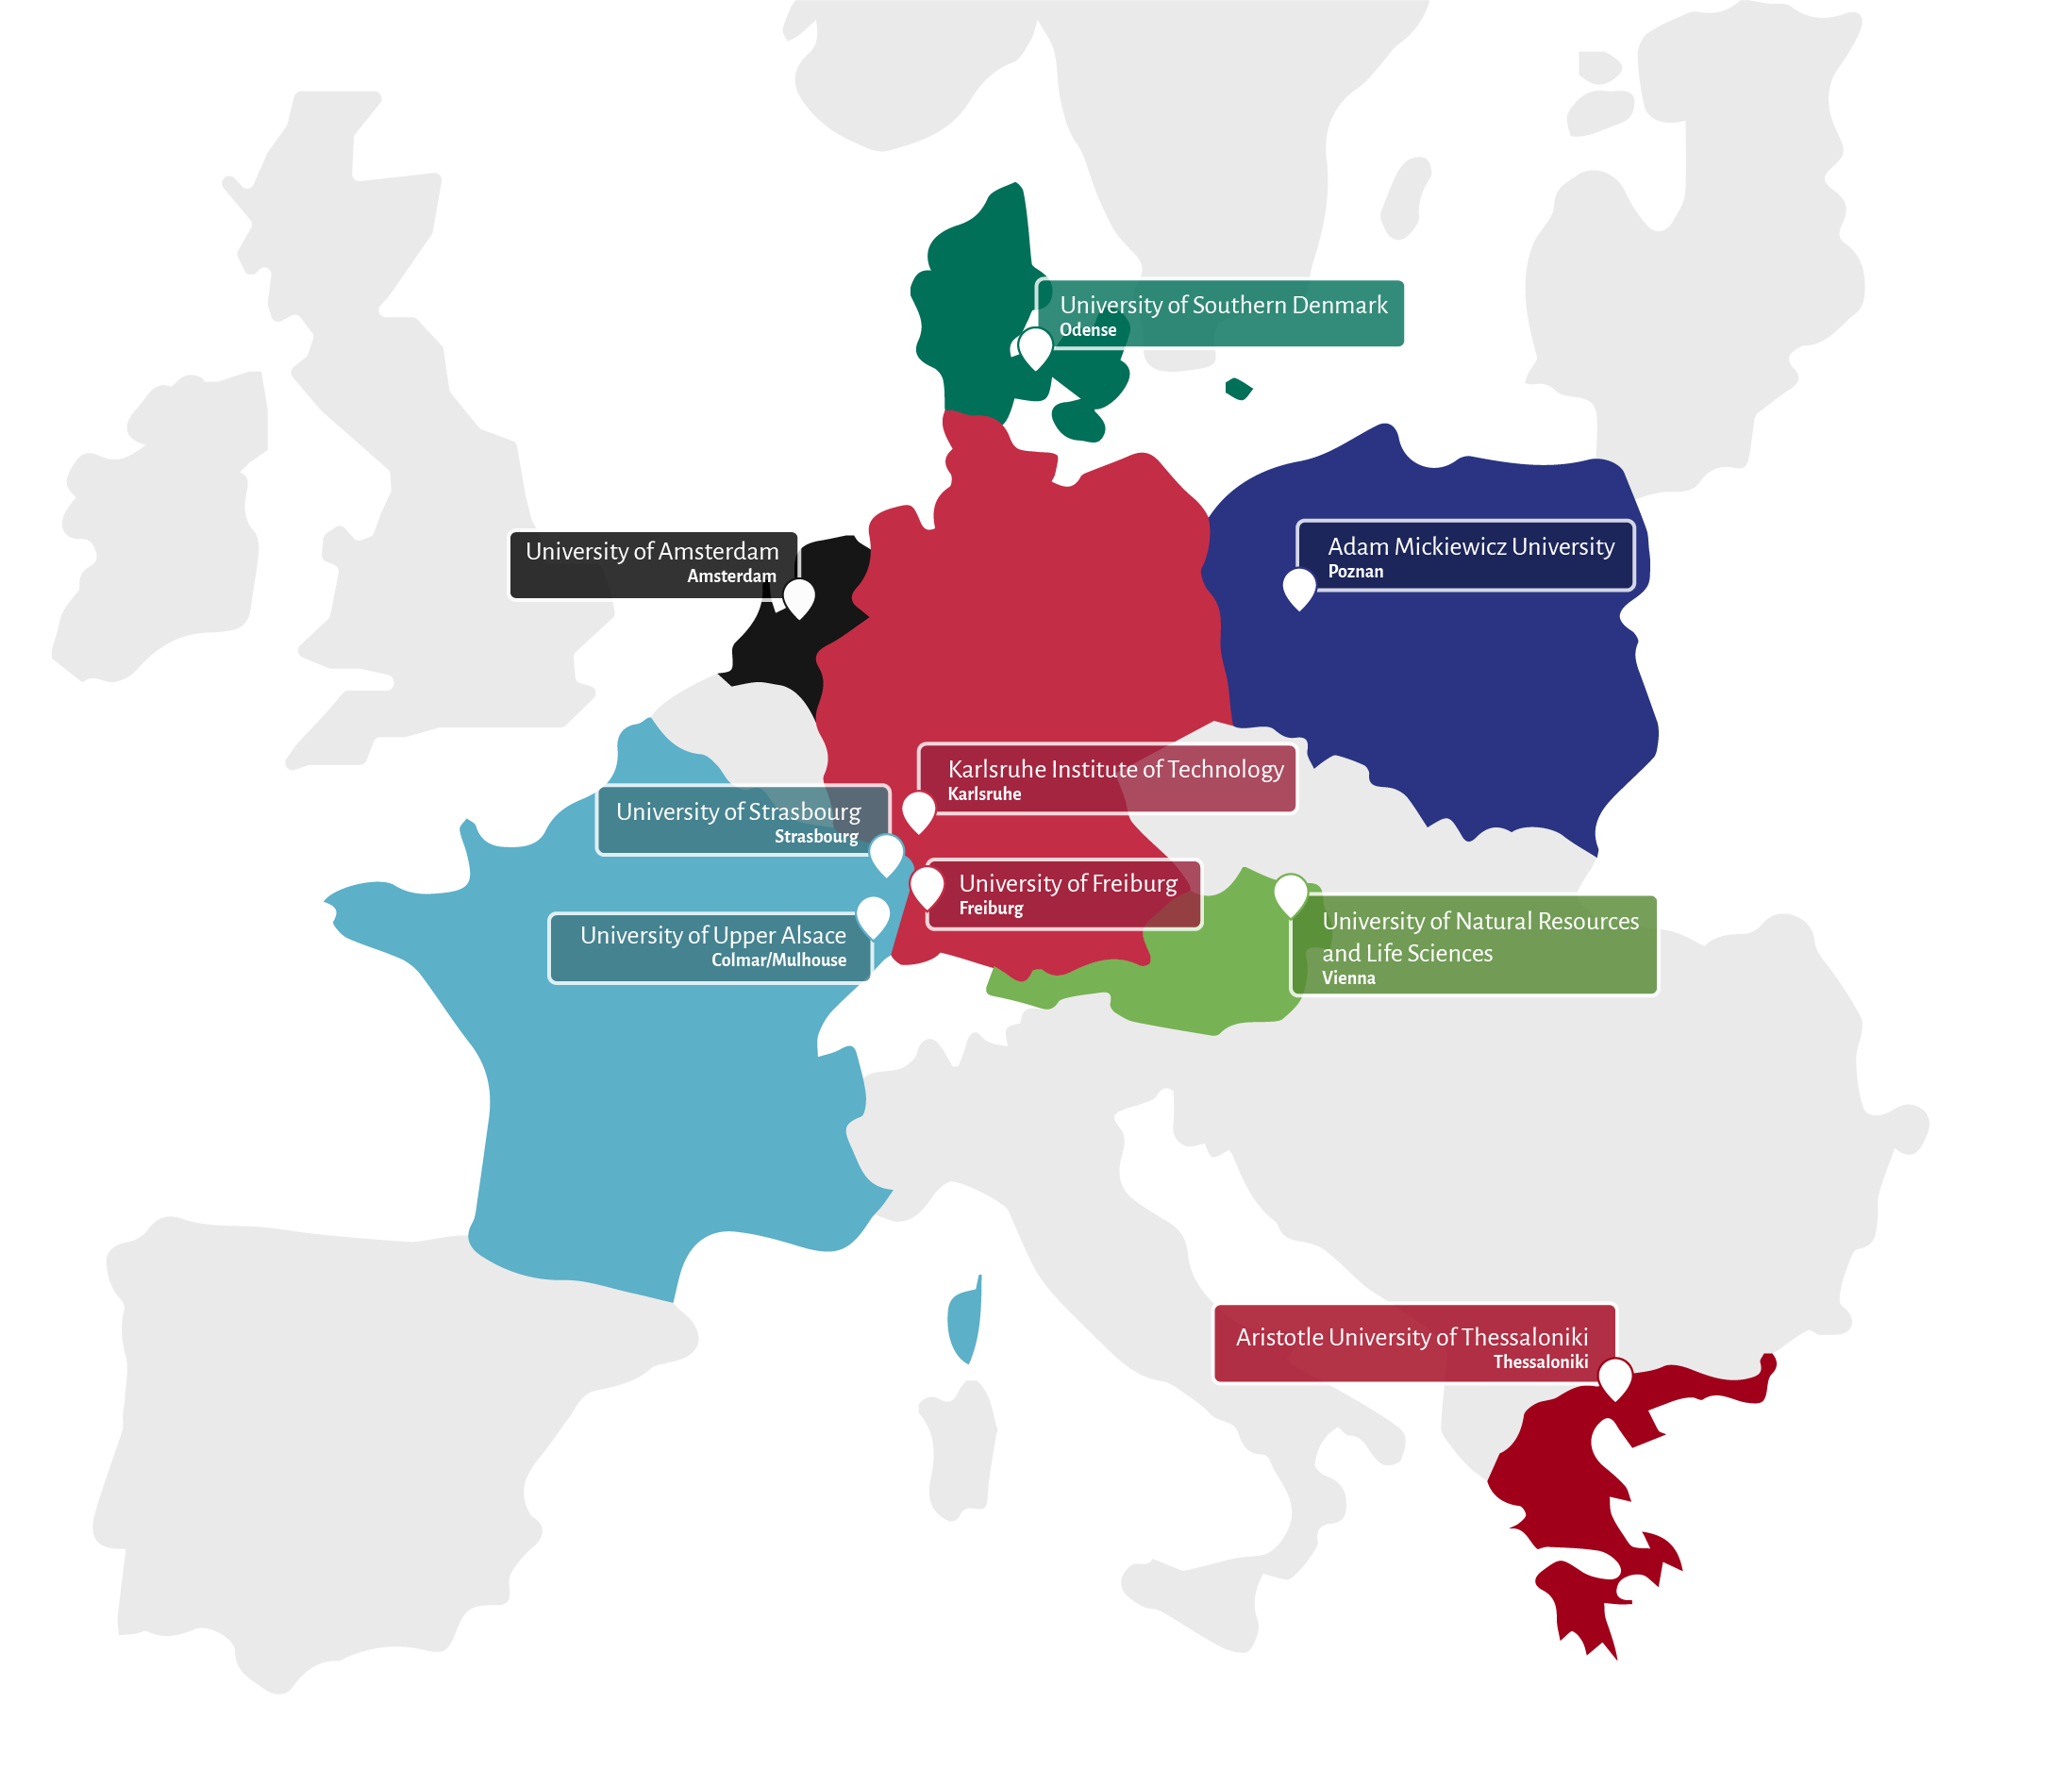 University of Southern Denmark
Odense
University of Amsterdam
Amsterdam
Adam Mickiewicz University
Poznan
Karlsruhe Institute of Technology
Karlsruhe
University of Strasbourg
Strasbourg
University of Freiburg
Freiburg
University of Upper Alsace
Colmar/Mulhouse
University of Natural Resources
and Life Sciences
Vienna
Aristotle University of Thessaloniki
Thessaloniki